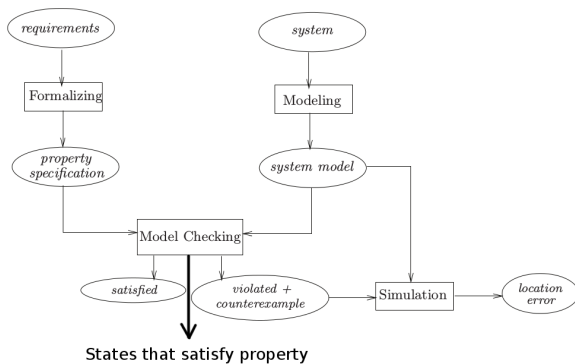 requirements
system
Formalizing
Modeling
property
specification
system model
Model Checking
satisfied
violated +
counterexample
Simulation
location
error
States that satisfy property